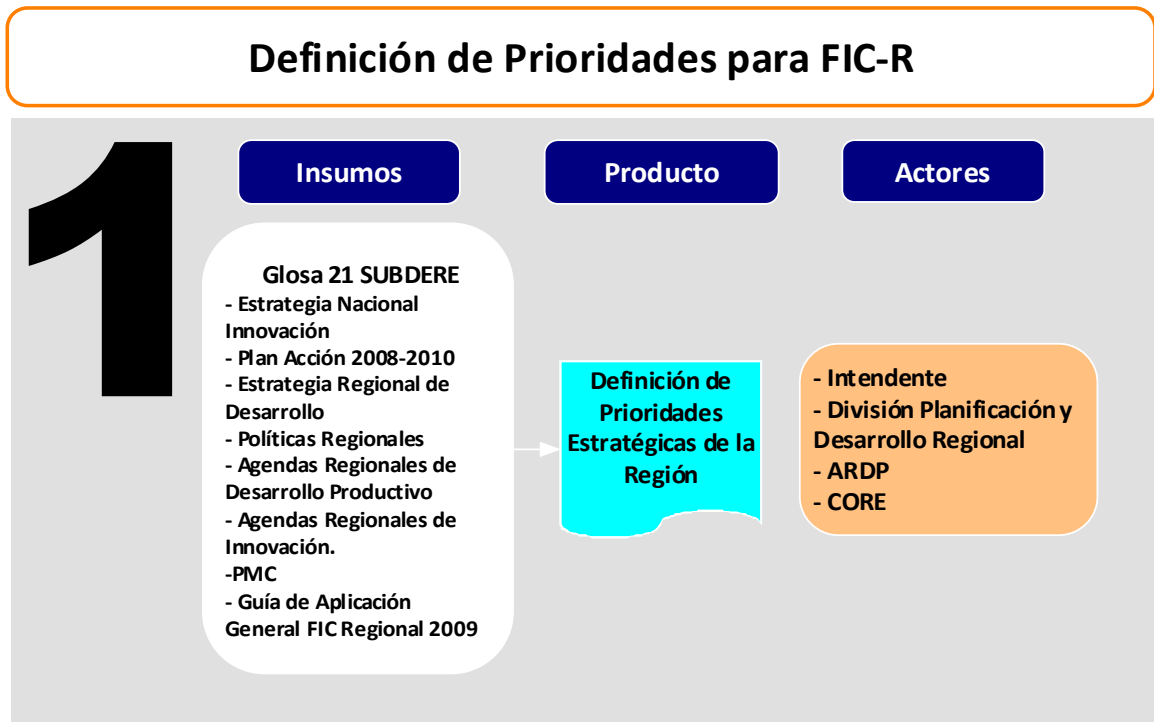 Definición de Prioridades para FIC-R
1
Insumos
Producto
Actores
Glosa 21 SUBDERE
- Estrategia Nacional
Innovación
- Plan Acción 2008-2010
- Estrategia Regional de
Desarrollo
- Políticas Regionales
- Agendas Regionales de
Desarrollo Productivo
- Agendas Regionales de
Innovación.
-PMC
- Guía de Aplicación
General FIC Regional 2009
Definición de
Prioridades
Estratégicas de la
Región
- Intendente
- División Planificación y
Desarrollo Regional
- ARDP
- CORE